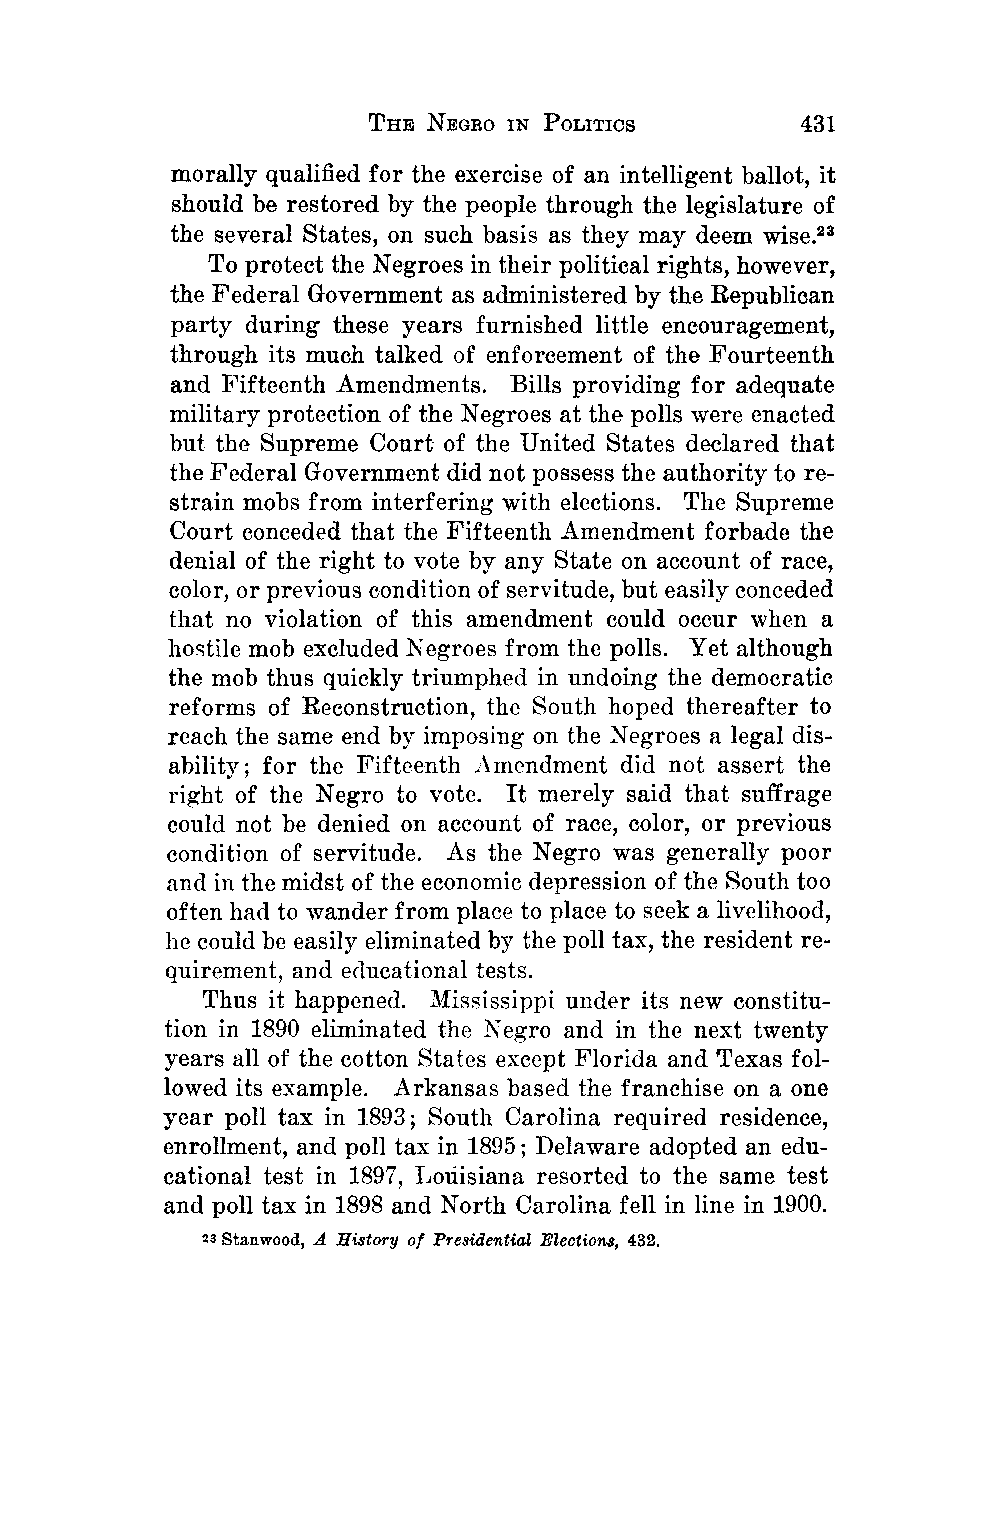 THE NEGRO IN POLITICS 431
morally qualified for the exercise of an intelligent ballot, it
should be restored by the people through the legislature of
the several States, on such basis as they may deem wise.²³
To protect the Negroes in their political rights, however,
the Federal Government as administered by the Republican
party during these years furnished little encouragement,
through its much talked of enforcement of the Fourteenth
and Fifteenth Amendments. Bills providing for adequate
military protection of the Negroes at the polls were enacted
but the Supreme Court of the United States declared that
the Federal Government did not possess the authority to re-
strain mobs from interfering with elections. The Supreme
Court conceded that the Fifteenth Amendment forbade the
denial of the right to vote by any State on account of race,
color, or previous condition of servitude, but easily conceded
that no violation of this amendment could occur when a
hostile mob excluded Negroes from the polls. Yet although
the mob thus quickly triumphed in undoing the democratic
reforms of Reconstruction, the South hoped thereafter to
reach the same end by imposing on the Negroes a legal dis-
ability; for the Fifteenth Amendment did not assert the
right of the Negro to vote. It merely said that suffrage
could not be denied on account of race, color, or previous
condition of servitude. As the Negro was generally poor
and in the midst of the economic depression of the South too
often had to wander from place to place to seek a livelihood,
he could be easily eliminated by the poll tax, the resident re-
quirement, and educational tests.
Thus it happened. Mississippi under its new constitu-
tion in 1890 eliminated the Negro and in the next twenty
years all of the cotton States except Florida and Texas fol-
lowed its example. Arkansas based the franchise on a one
year poll tax in 1893; South Carolina required residence,
enrollment, and poll tax in 1895; Delaware adopted an edu-
cational test in 1897, Louisiana resorted to the same test
and poll tax in 1898 and North Carolina fell in line in 1900.
²³ Stanwood, A History of Presidential Elections, 432.